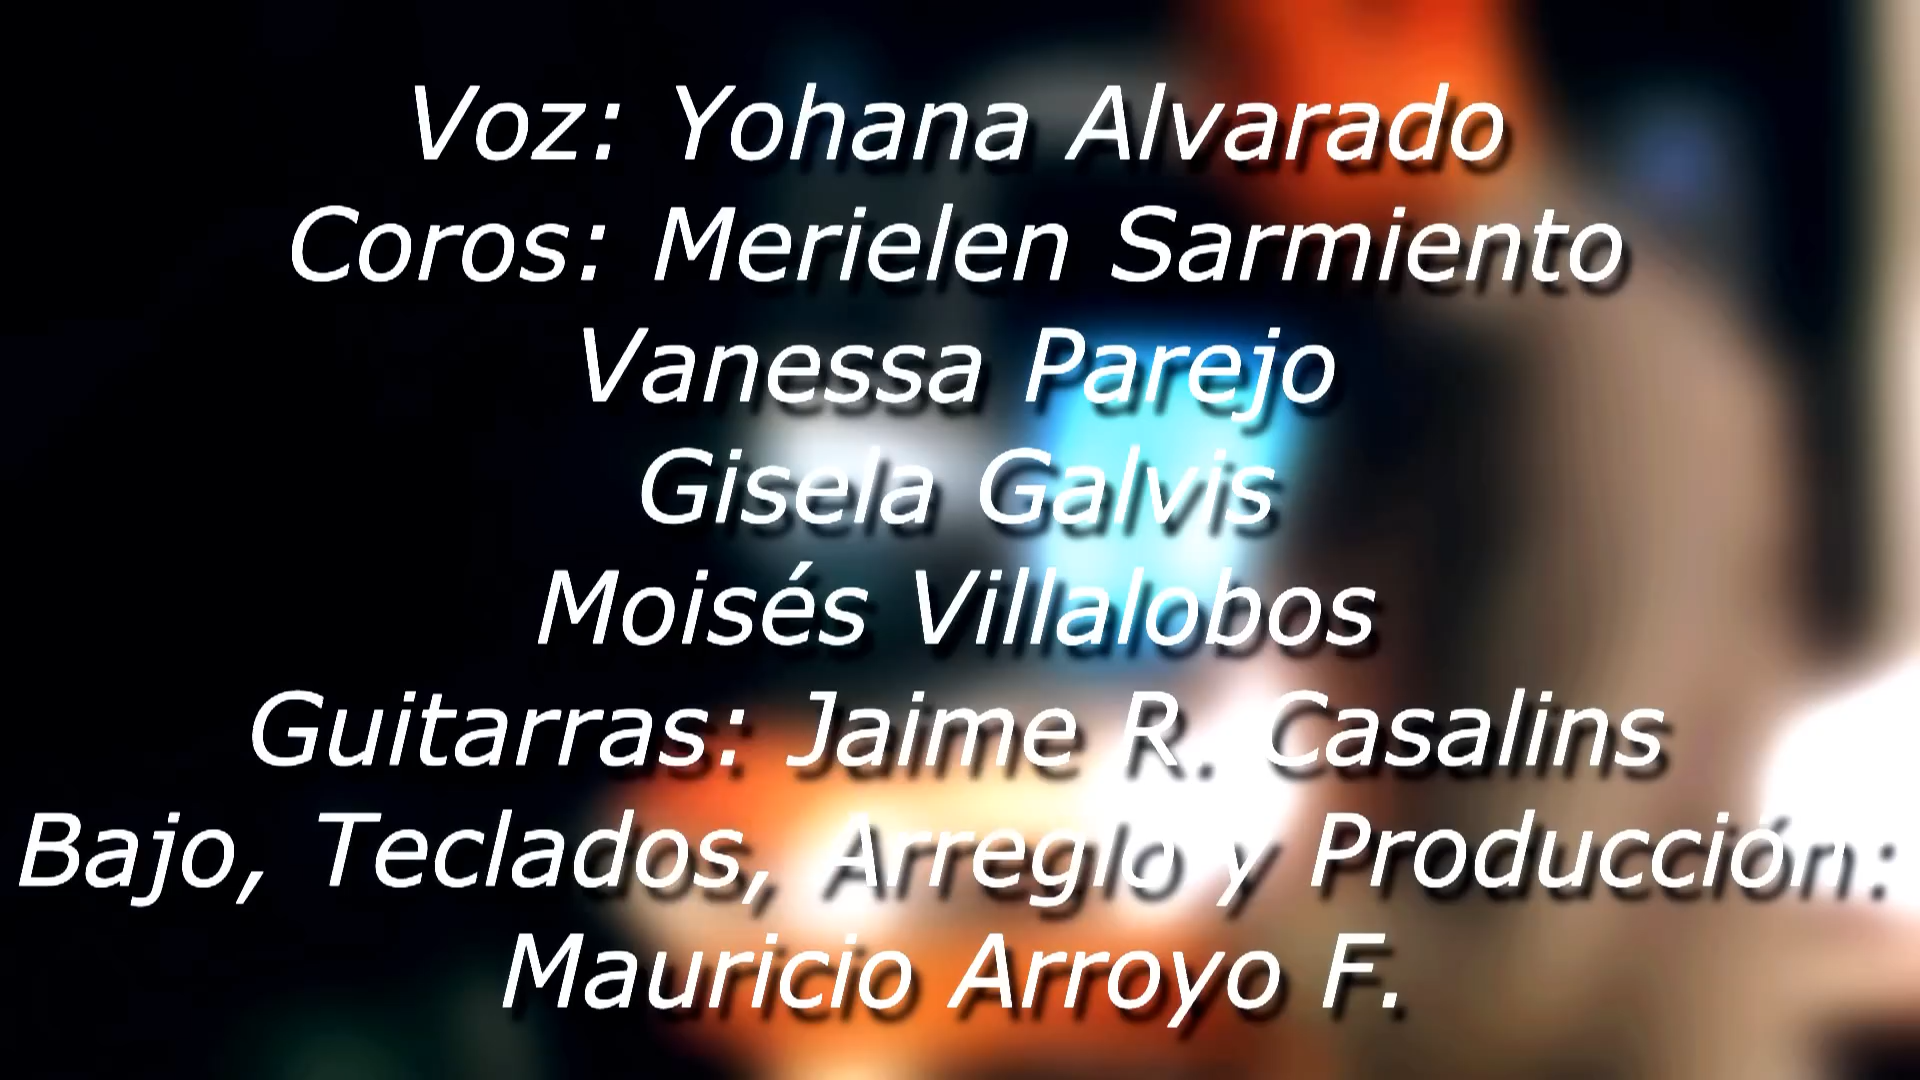 Voz: Yohana Alvarado
Coros: Merielen Sarmiento
Vanessa Parejo
Gisela Galvis
Moisés Villalobos
Guitarras: Jaime R. Casalins
Bajo, Teclados, Arreglo y Producción:
Mauricio Arroyo F.